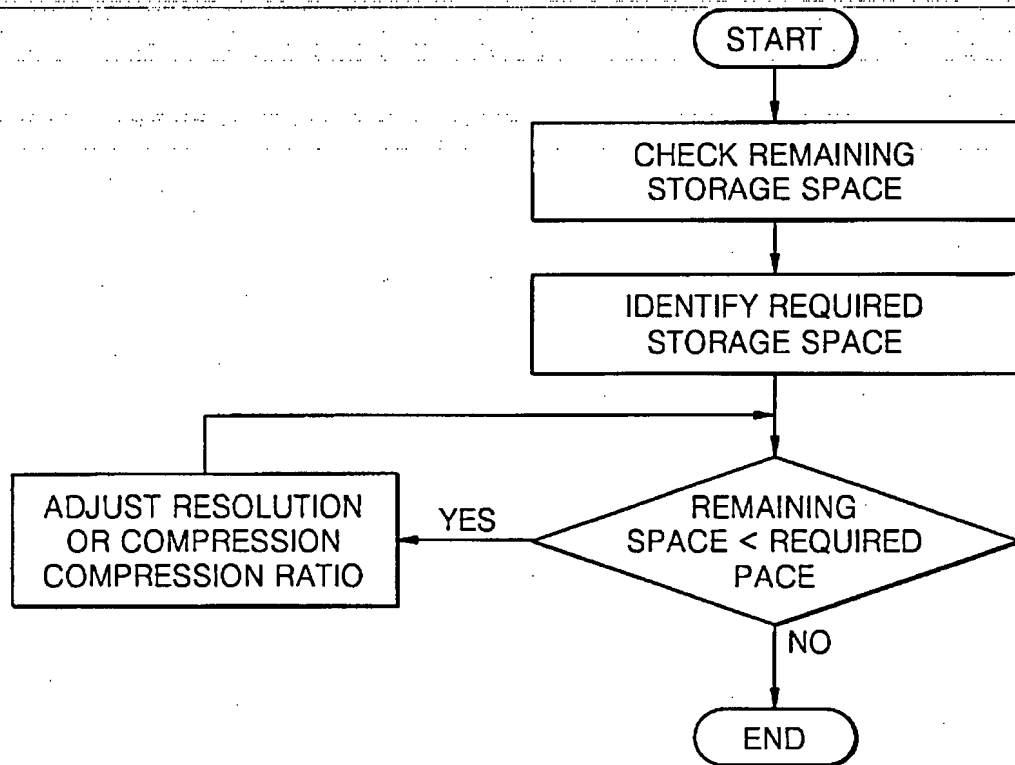 START
CHECK REMAINING
STORAGE SPACE
IDENTIFY REQUIRED
STORAGE SPACE
REMAINING
SPACE < REQUIRED
PACE
YES
ADJUST RESOLUTION
OR COMPRESSION
COMPRESSION RATIO
NO
END